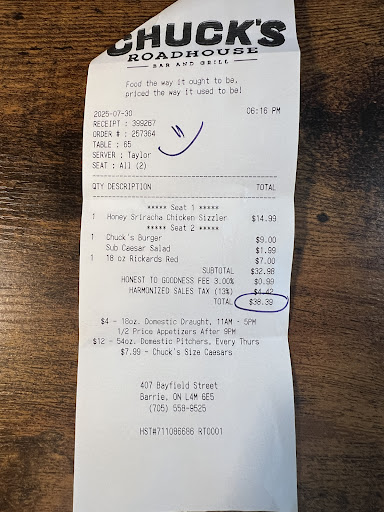 CHUCK'S
ROADHOUSE
BAR AND GRILL
Food the way it ought to be,
priced the way it used to be!
2025-07-30 06:16 PM
RECEIPT : 399267
ORDER # : 257364
TABLE : 65
SERVER : Taylor
SEAT : All (2)
QTY DESCRIPTION TOTAL
***** Seat 1 *****
1 Honey Sriracha Chicken Sizzler $14.99
***** Seat 2 *****
1 Chuck's Burger $9.00
Sub Caesar Salad $1.99
1 18 oz Rickards Red $7.00
SUBTOTAL $32.98
HONEST TO GOODNESS FEE 3.00% $0.99
HARMONIZED SALES TAX (13%) $4.42
TOTAL $38.39
$4 - 18oz. Domestic Draught, 11AM - 5PM
1/2 Price Appetizers After 9PM
$12 - 54oz. Domestic Pitchers, Every Thurs
$7.99 - Chuck's Size Caesars
407 Bayfield Street
Barrie, ON L4M 6E5
(705) 558-9525
HST#711086686 RT0001